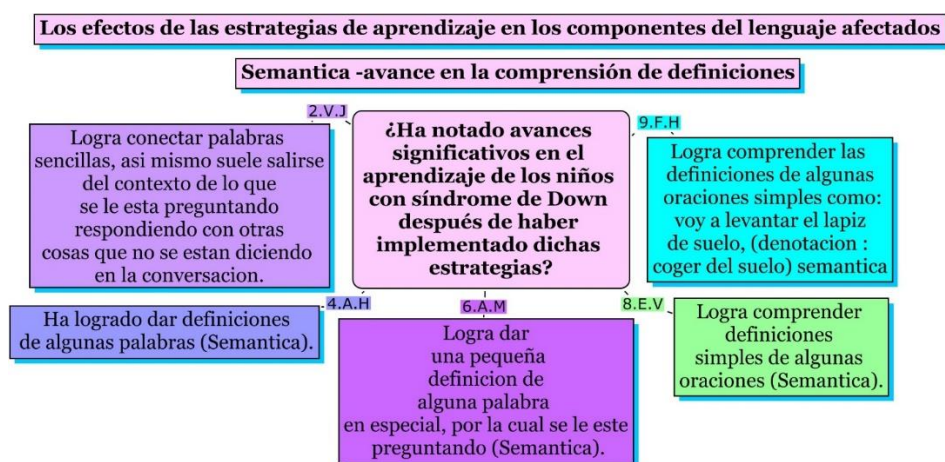 Los efectos de las estrategias de aprendizaje en los componentes del lenguaje afectados
Semantica -avance en la comprensión de definiciones
2.V.J
Logra conectar palabras
sencillas, asi mismo suele salirse
del contexto de lo que
se le esta preguntando
respondiendo con otras
cosas que no se estan diciendo
en la conversacion.
¿Ha notado avances
significativos en el
aprendizaje de los niños
con síndrome de Down
después de haber
implementado dichas
estrategias?
9.F.H
Logra comprender las
definiciones de algunas
oraciones simples como:
voy a levantar el lapiz
de suelo, (denotacion :
coger del suelo) semantica
4.A.H
Ha logrado dar definiciones
de algunas palabras (Semantica).
6.A.M
Logra dar
una pequeña
definicion de
alguna palabra
en especial, por la cual se le este
preguntando (Semantica).
8.E.V
Logra comprender
definiciones
simples de algunas
oraciones (Semantica).